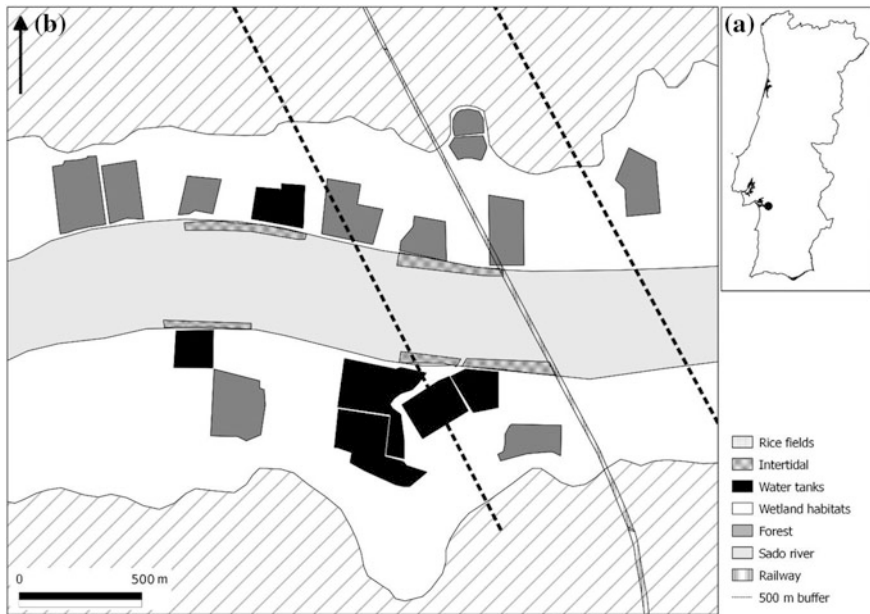 (b)
(a)
Rice fields
Intertidal
Water tanks
Wetland habitats
Forest
Sado river
Railway
500 m buffer
0 500 m